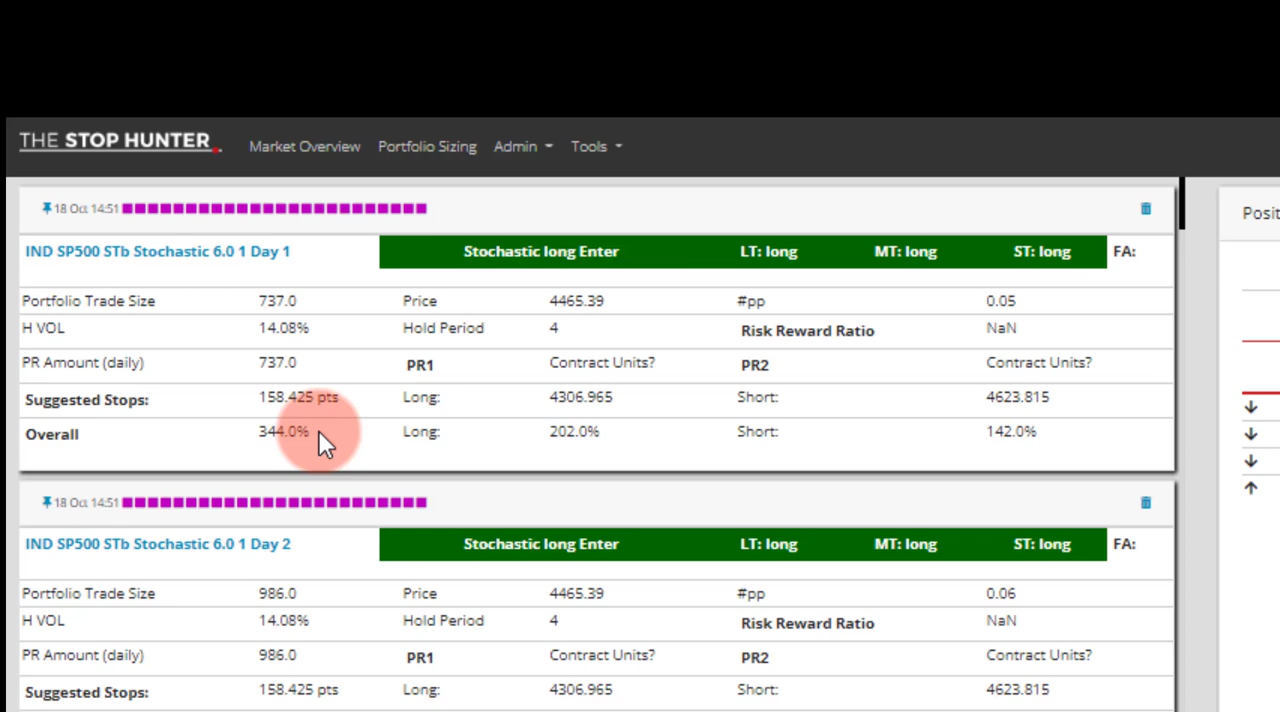 THE STOP HUNTER. Market Overview Portfolio Sizing Admin Tools
18 Oct 14:51
Posit
IND SP500 STb Stochastic 6.0 1 Day 1 Stochastic long Enter LT: long MT: long ST: long FA:
Portfolio Trade Size 737.0 Price 4465.39 #pp 0.05
H VOL 14.08% Hold Period 4 Risk Reward Ratio NaN
PR Amount (daily) 737.0 PR1 Contract Units? PR2 Contract Units?
Suggested Stops: 158.425 pts Long: 4306.965 Short: 4623.815
Overall 344.0% Long: 202.0% Short: 142.0%
18 Oct 14:51
IND SP500 STb Stochastic 6.0 1 Day 2 Stochastic long Enter LT: long MT: long ST: long FA:
Portfolio Trade Size 986.0 Price 4465.39 #pp 0.06
H VOL 14.08% Hold Period 4 Risk Reward Ratio NaN
PR Amount (daily) 986.0 PR1 Contract Units? PR2 Contract Units?
Suggested Stops: 158.425 pts Long: 4306.965 Short: 4623.815